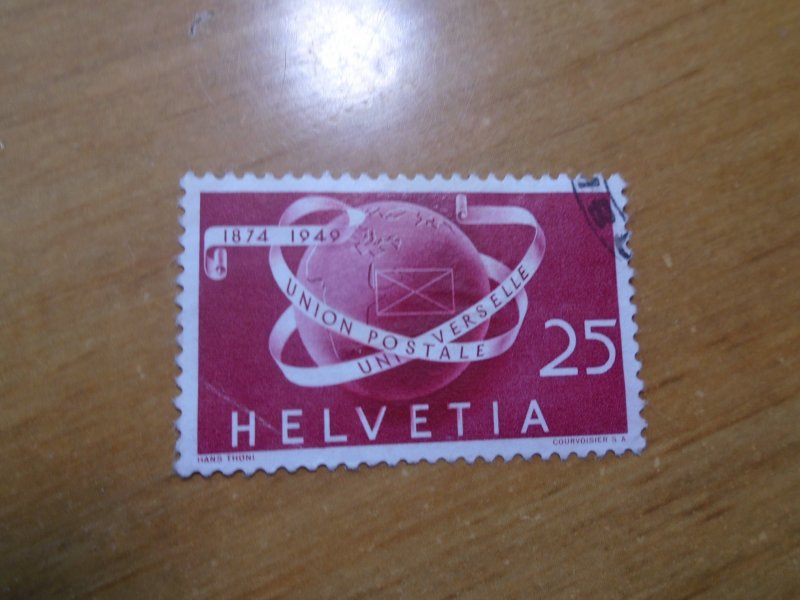 1874 1949
UNION POSTALE
UNIVERSELLE
25
HELVETIA
HANS THÖNI
COURVOISIER S.A.